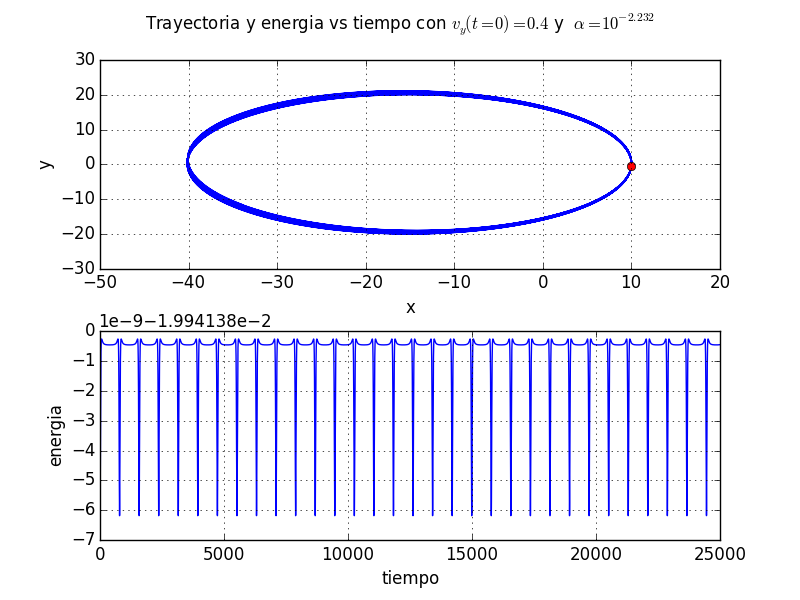 Trayectoria y energia vs tiempo con $v_y(t=0)=0.4$ y $\alpha=10^{-2.232}$
30
20
10
0
−10
−20
−30
y
−50 −40 −30 −20 −10 0 10 20
x
1e−9−1.994138e−2
0
−1
−2
−3
−4
−5
−6
−7
energia
0 5000 10000 15000 20000 25000
tiempo